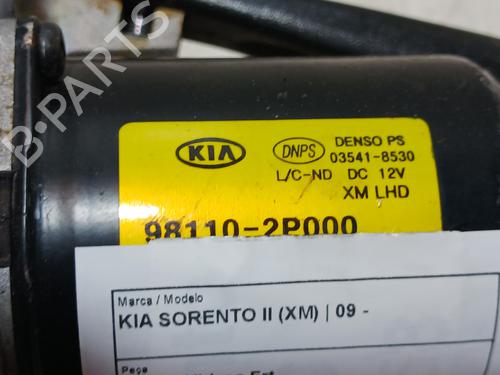 KIA
DNPS
DENSO PS
03541-8530
L/C-ND DC 12V
XM LHD
98110-2P000
Marca / Modelo
KIA SORENTO II (XM) | 09 -
Peça